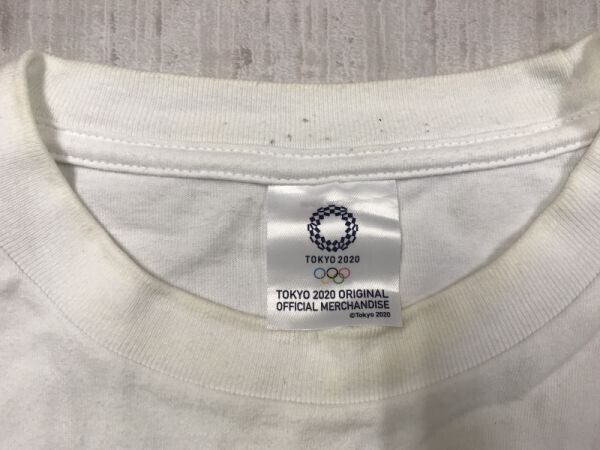 TOKYO 2020
TOKYO 2020 ORIGINAL
OFFICIAL MERCHANDISE
©Tokyo 2020